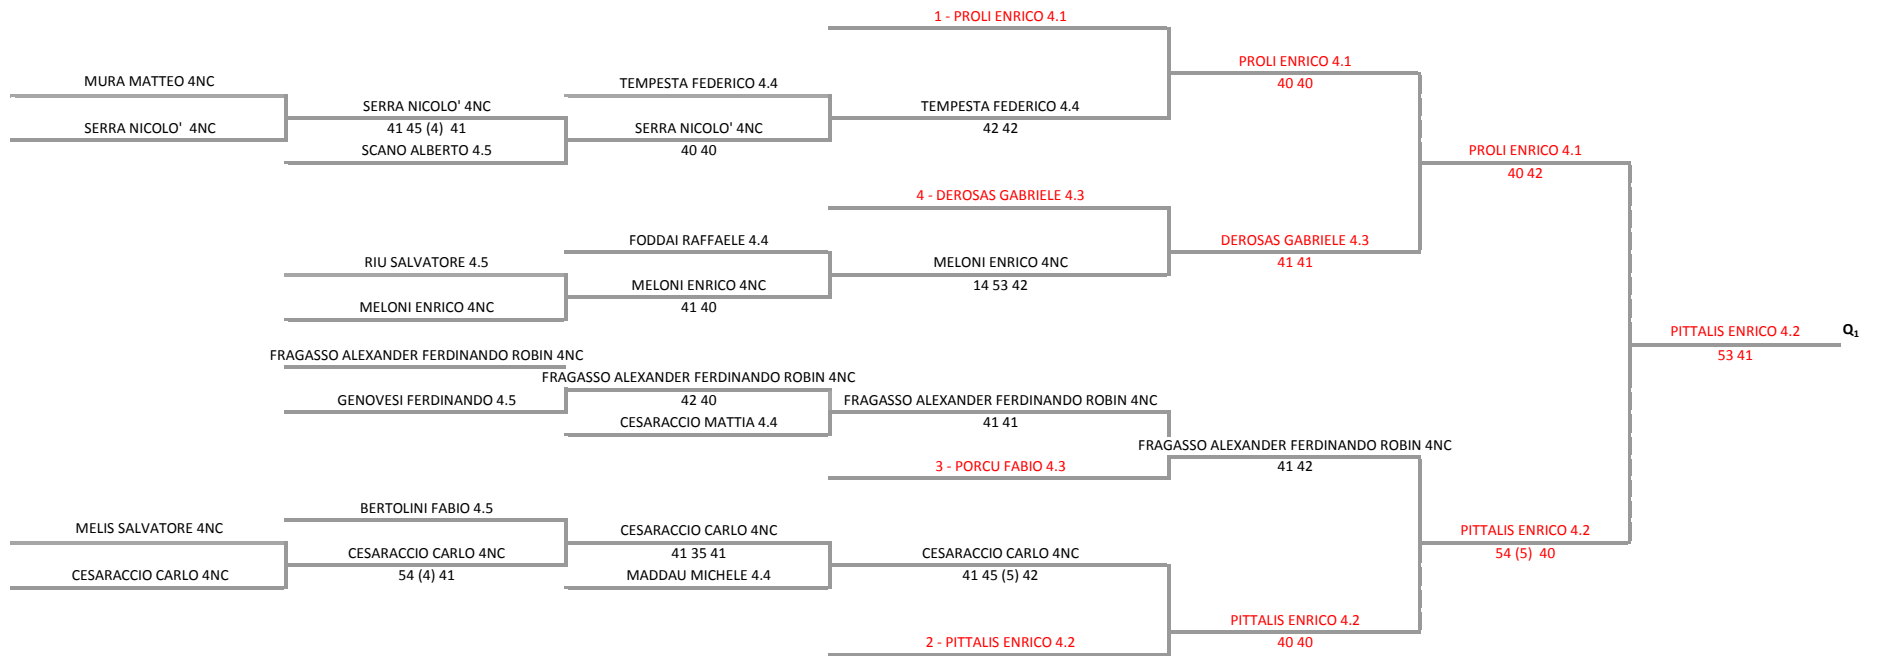 1 - PROLI ENRICO 4.1
PROLI ENRICO 4.1
40 40
MURA MATTEO 4NC
TEMPESTA FEDERICO 4.4
SERRA NICOLO' 4NC
41 45 (4) 41
TEMPESTA FEDERICO 4.4
42 42
SERRA NICOLO' 4NC
SERRA NICOLO' 4NC
40 40
SCANO ALBERTO 4.5
PROLI ENRICO 4.1
40 42
4 - DEROSAS GABRIELE 4.3
FODDAI RAFFAELE 4.4
DEROSAS GABRIELE 4.3
41 41
RIU SALVATORE 4.5
MELONI ENRICO 4NC
14 53 42
MELONI ENRICO 4NC
41 40
MELONI ENRICO 4NC
PITTALIS ENRICO 4.2
53 41
Q1
FRAGASSO ALEXANDER FERDINANDO ROBIN 4NC
FRAGASSO ALEXANDER FERDINANDO ROBIN 4NC
42 40
GENOVESI FERDINANDO 4.5
FRAGASSO ALEXANDER FERDINANDO ROBIN 4NC
41 41
CESARACCIO MATTIA 4.4
FRAGASSO ALEXANDER FERDINANDO ROBIN 4NC
41 42
3 - PORCU FABIO 4.3
BERTOLINI FABIO 4.5
MELIS SALVATORE 4NC
CESARACCIO CARLO 4NC
41 35 41
PITTALIS ENRICO 4.2
54 (5) 40
CESARACCIO CARLO 4NC
54 (4) 41
CESARACCIO CARLO 4NC
41 45 (5) 42
CESARACCIO CARLO 4NC
MADDAU MICHELE 4.4
PITTALIS ENRICO 4.2
40 40
2 - PITTALIS ENRICO 4.2